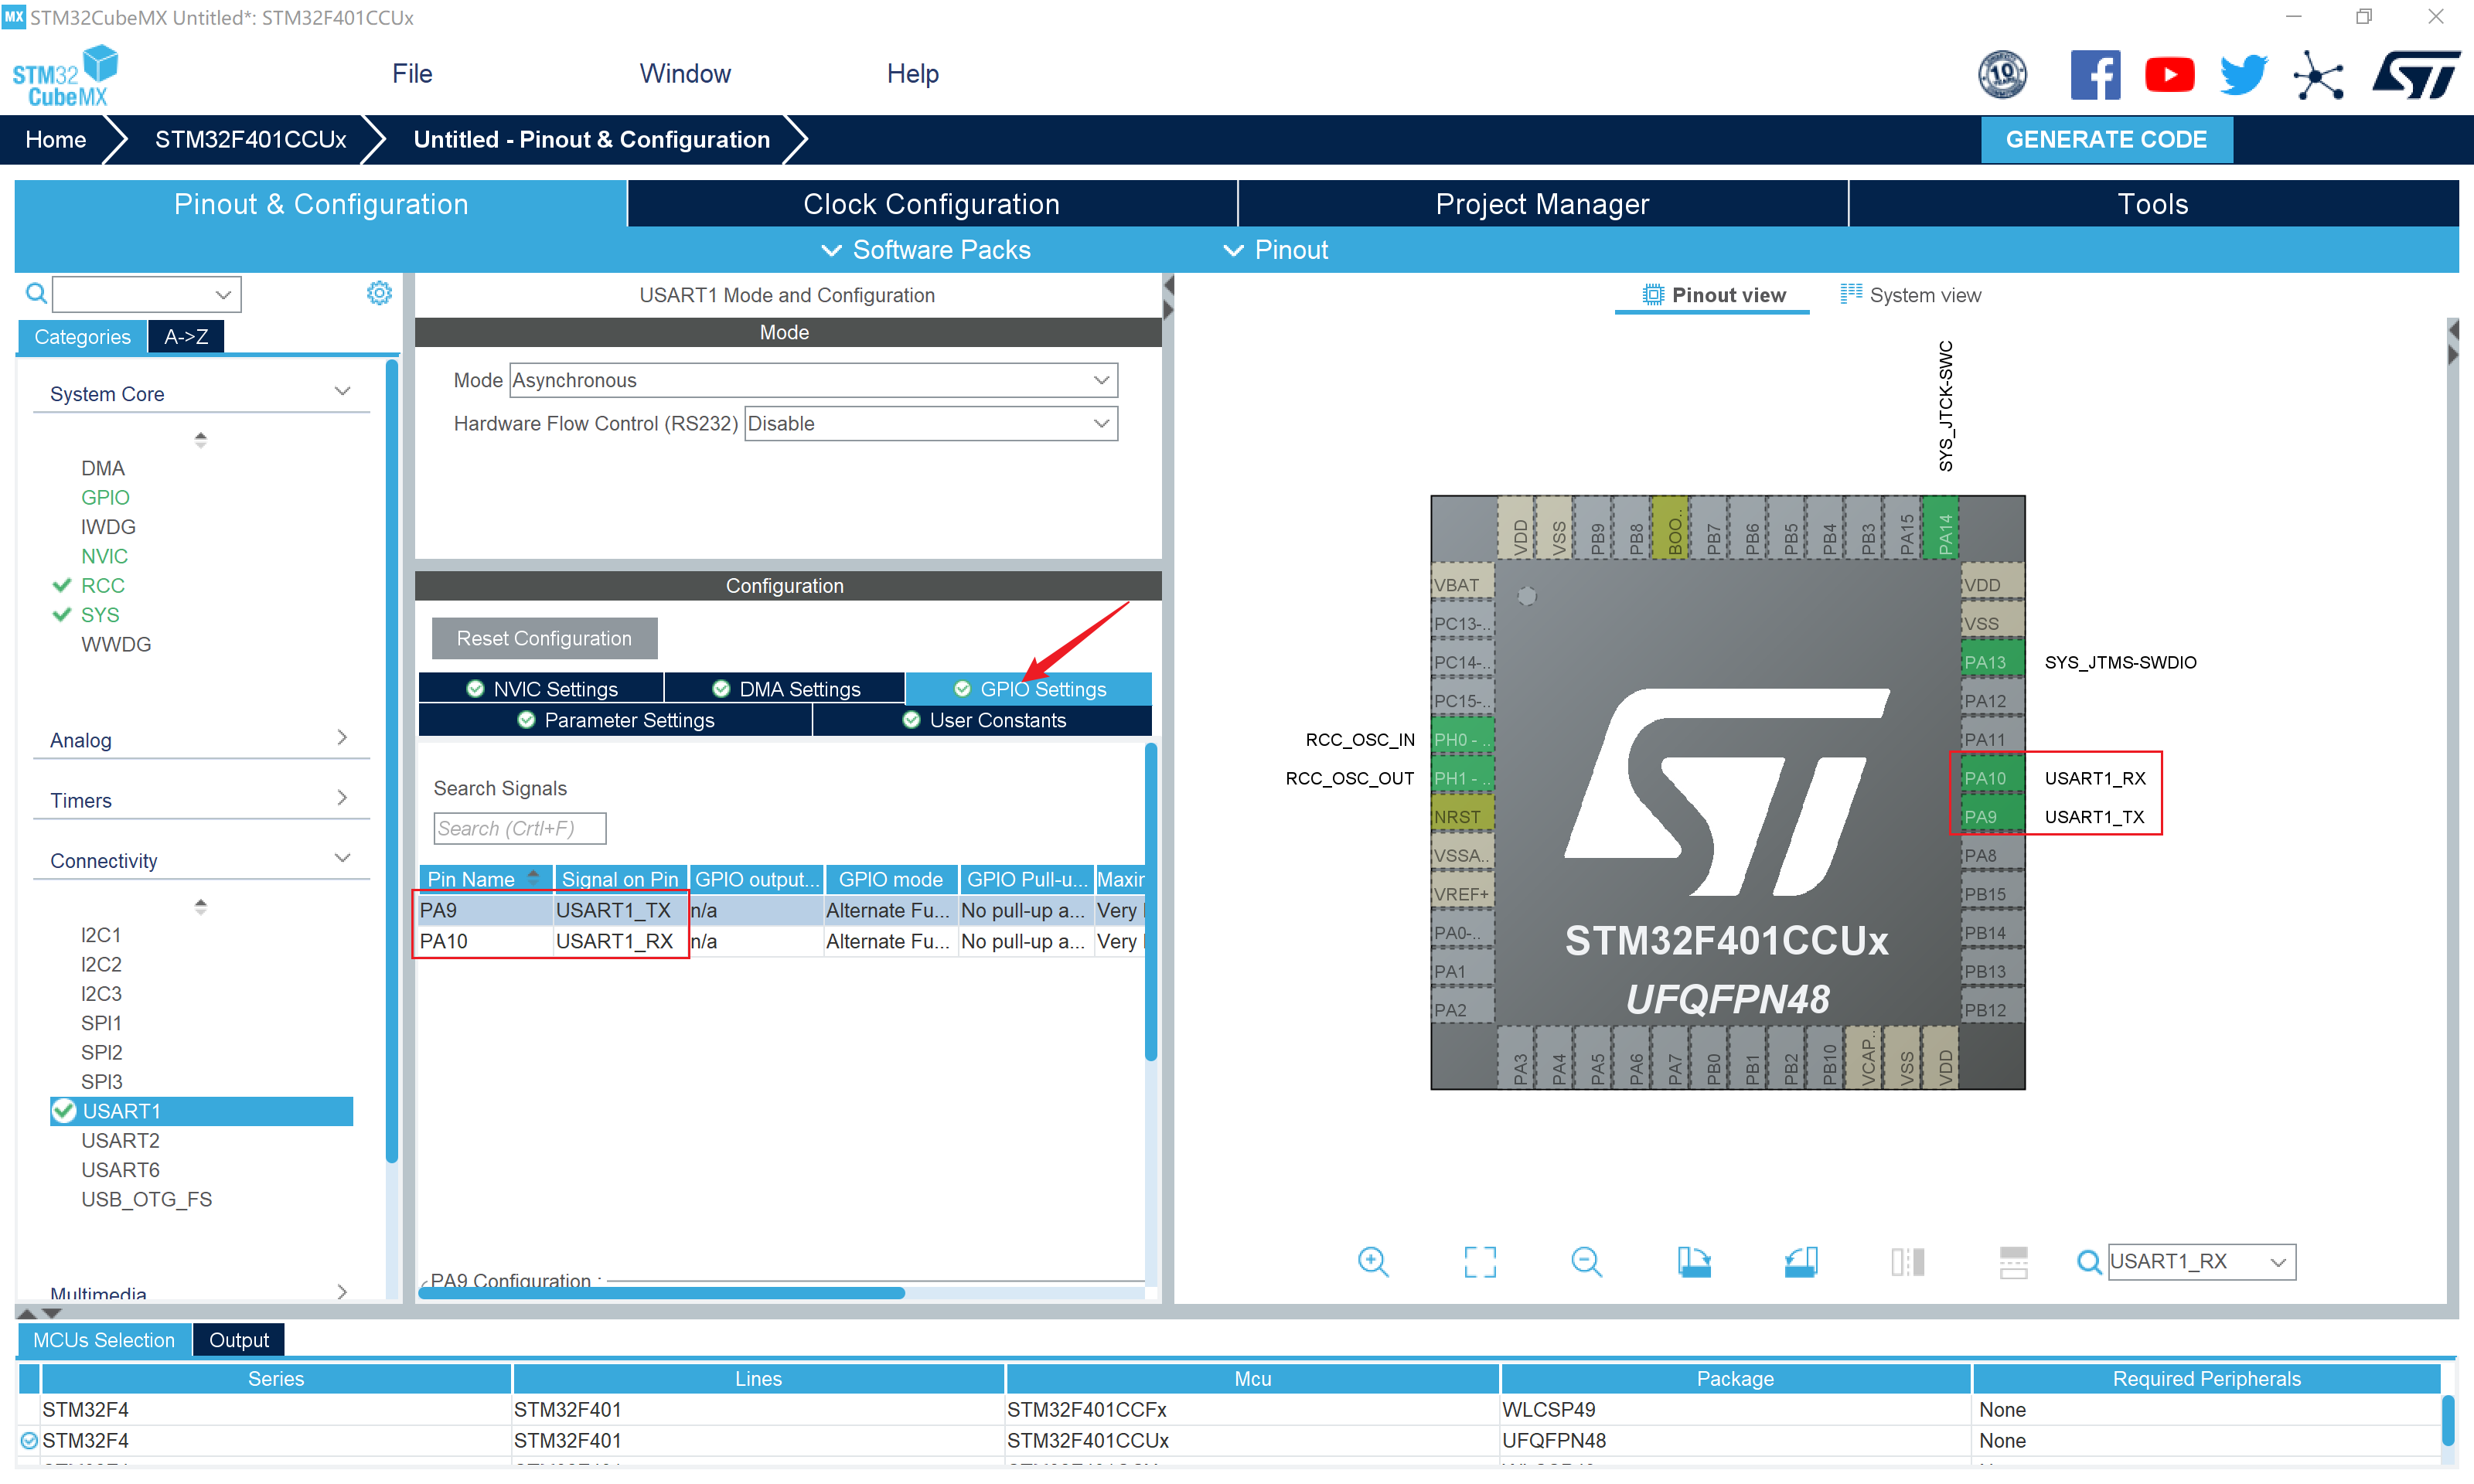 MX STM32CubeMX Untitled*: STM32F401CCUx
STM32
CubeMX
File
Window
Help
10
Home
STM32F401CCUx
Untitled - Pinout & Configuration
GENERATE CODE
Pinout & Configuration
Clock Configuration
Project Manager
Tools
Software Packs
Pinout
Categories
A->Z
System Core
DMA
GPIO
IWDG
NVIC
RCC
SYS
WWDG
Analog
Timers
Connectivity
I2C1
I2C2
I2C3
SPI1
SPI2
SPI3
USART1
USART2
USART6
USB_OTG_FS
Multimedia
USART1 Mode and Configuration
Mode
Mode Asynchronous
Hardware Flow Control (RS232) Disable
Configuration
Reset Configuration
NVIC Settings
DMA Settings
GPIO Settings
Parameter Settings
User Constants
Search Signals
Search (Crtl+F)
Pin Name Signal on Pin GPIO output... GPIO mode GPIO Pull-u... Maxir
PA9 USART1_TX n/a Alternate Fu... No pull-up a... Very
PA10 USART1_RX n/a Alternate Fu... No pull-up a... Very
PA9 Configuration :
Pinout view
System view
SYS_JTCK-SWC
VDD
VSS
PB9
PB8
BOO..
PB7
PB6
PB5
PB4
PB3
PA15
PA14
VBAT
PC13-..
PC14-..
PC15-..
RCC_OSC_IN PH0 - ..
RCC_OSC_OUT PH1 - ..
NRST
VSSA..
VREF+
PA0-..
PA1
PA2
VDD
VSS
PA13 SYS_JTMS-SWDIO
PA12
PA11
PA10 USART1_RX
PA9 USART1_TX
PA8
PB15
PB14
PB13
PB12
STM32F401CCUx
UFQFPN48
PA3
PA4
PA5
PA6
PA7
PB0
PB1
PB2
PB10
VCAP..
VSS
VDD
USART1_RX
MCUs Selection
Output
Series Lines Mcu Package Required Peripherals
STM32F4 STM32F401 STM32F401CCFx WLCSP49 None
STM32F4 STM32F401 STM32F401CCUx UFQFPN48 None